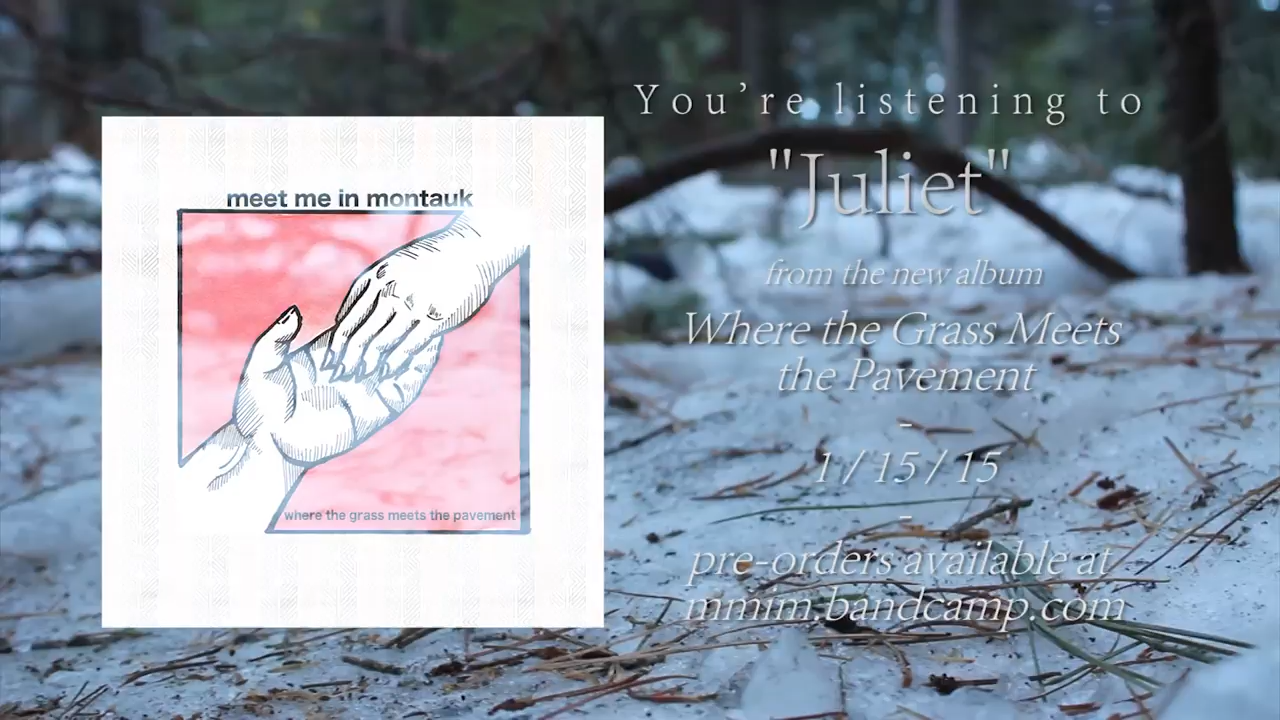 meet me in montauk
where the grass meets the pavement
You're listening to
"Juliet"
from the new album
Where the Grass Meets
the Pavement
-
1 / 15 / 15
-
pre-orders available at
mmim.bandcamp.com